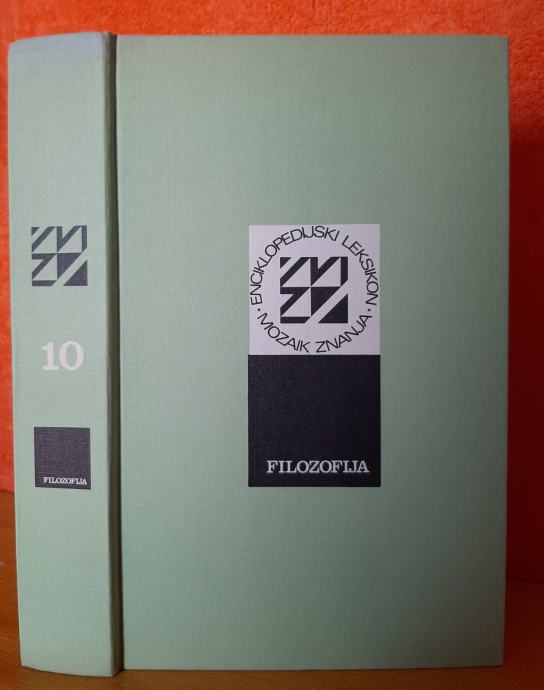 10
FILOZOFIJA
· ENCIKLOPEDIJSKI LEKSIKON ·
MOZAIK ZNANJA
FILOZOFIJA